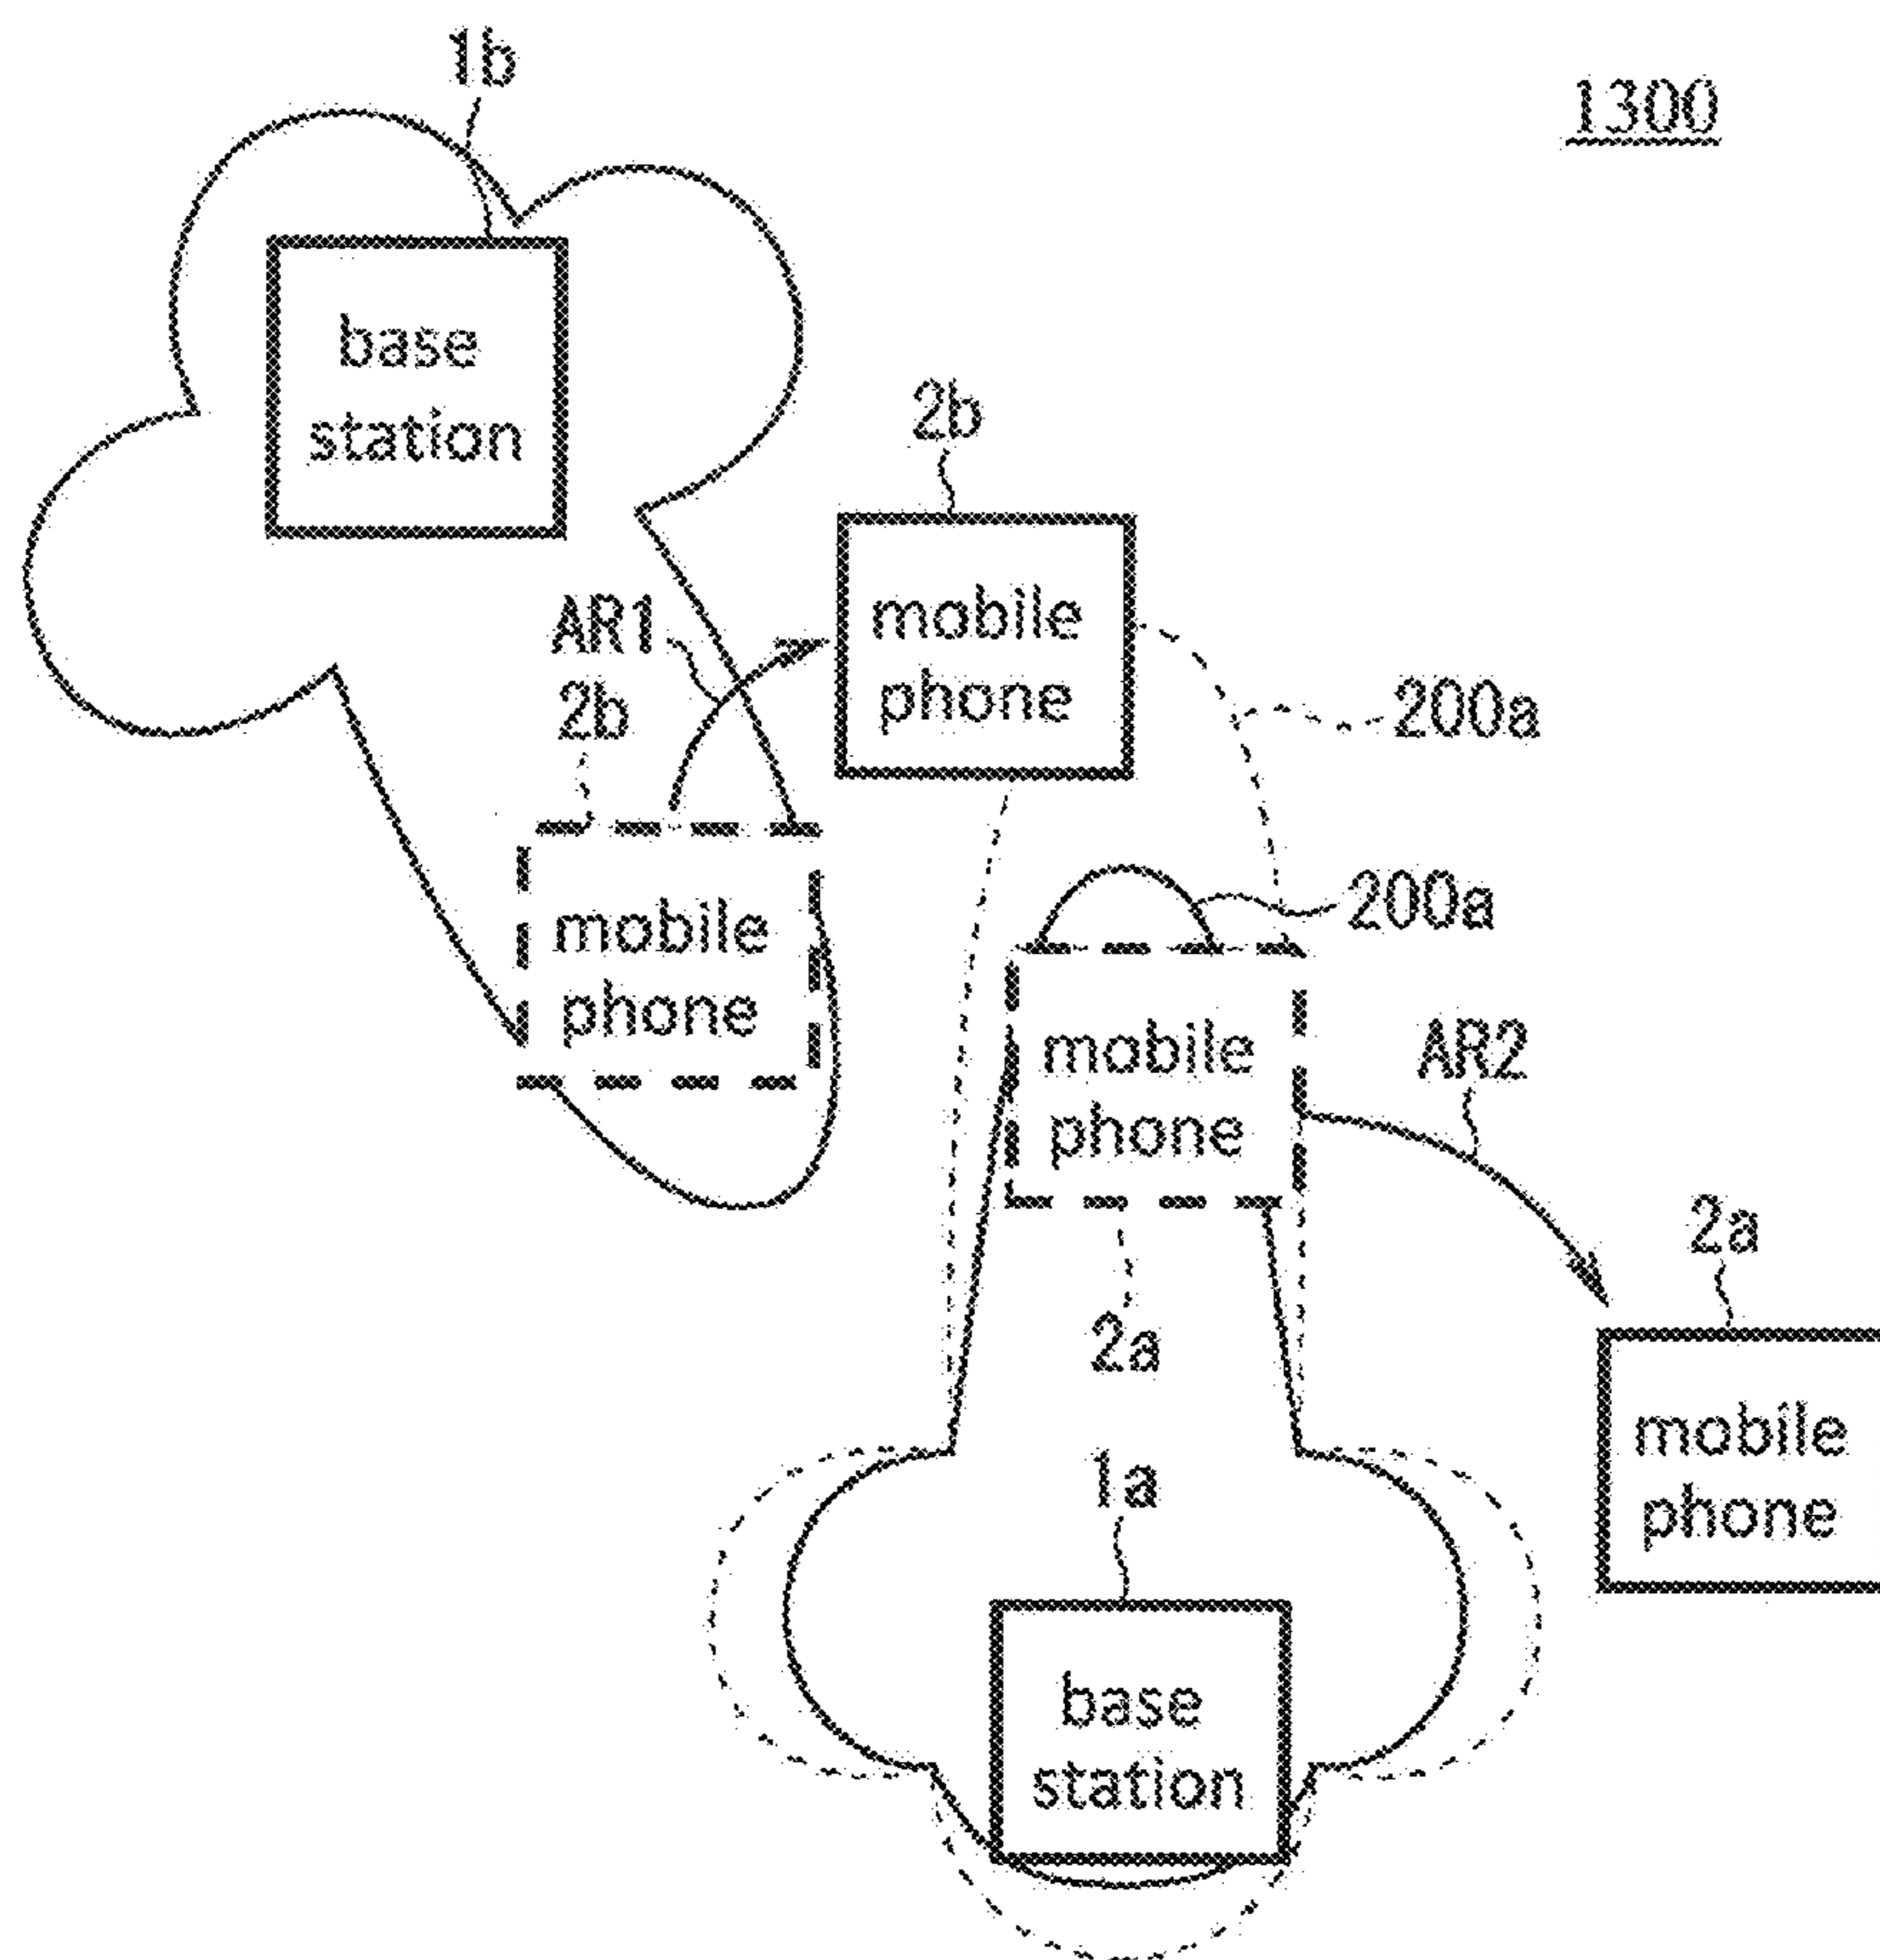 1b
1300
base
station
2b
mobile
phone
AR1
2b
200a
200a
mobile
phone
mobile
phone
AR2
2a
2a
mobile
phone
1a
base
station